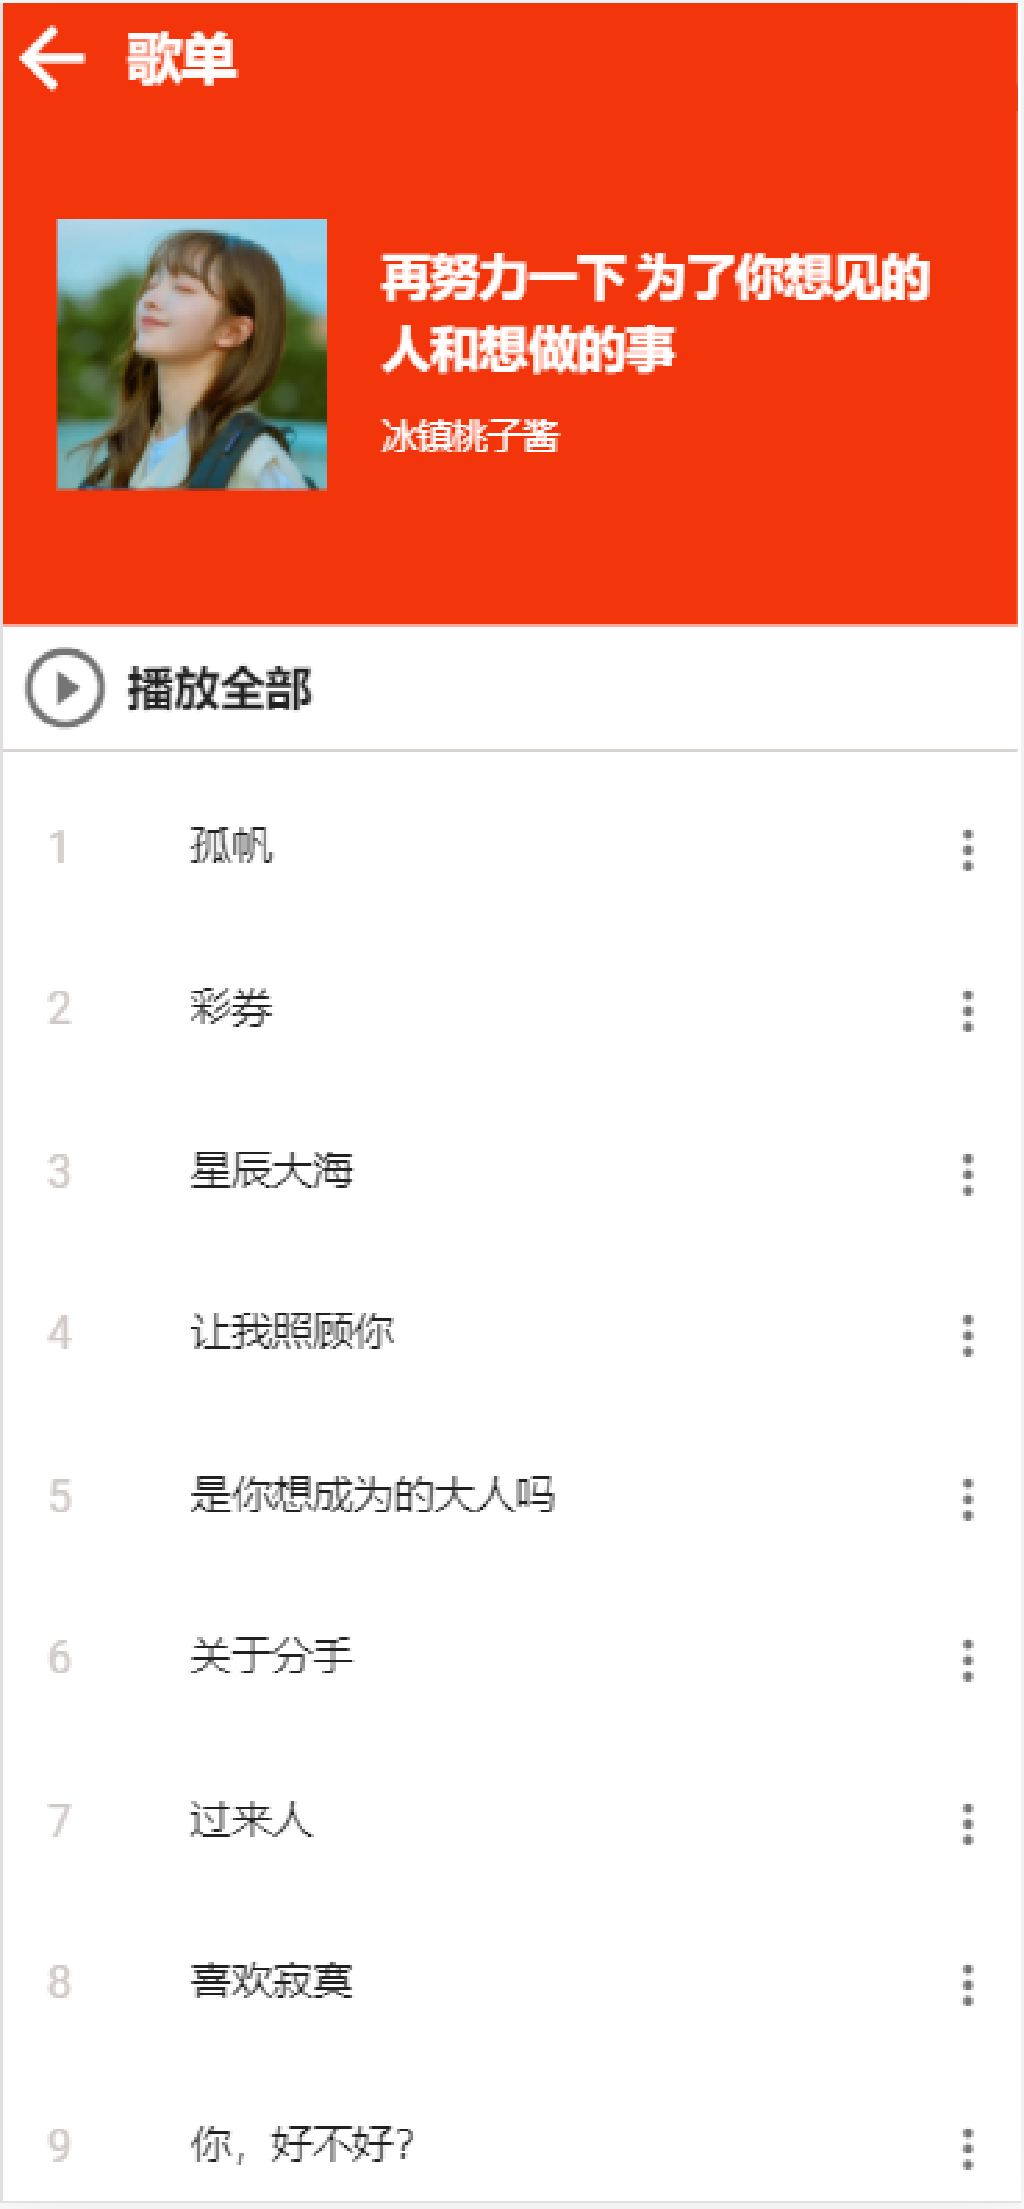 歌单
再努力一下 为了你想见的
人和想做的事
冰镇桃子酱
播放全部
1 孤帆
2 彩券
3 星辰大海
4 让我照顾你
5 是你想成为的大人吗
6 关于分手
7 过来人
8 喜欢寂寞
9 你，好不好？